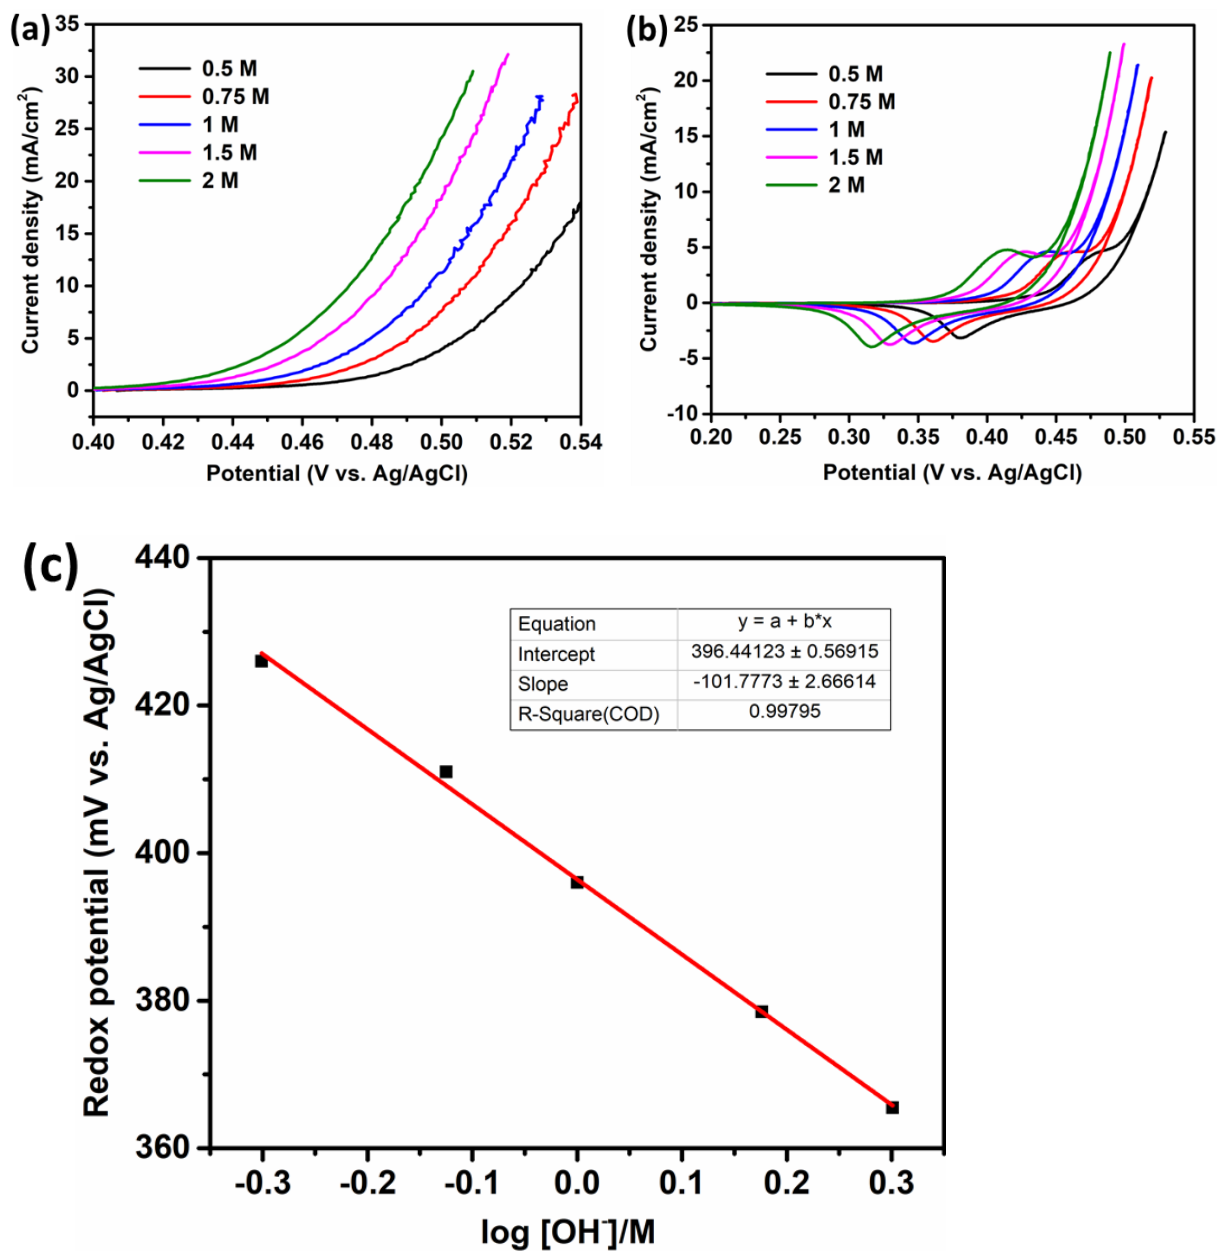 (a)
35
30
25
20
15
10
5
0
Current density (mA/cm²)
0.5 M
0.75 M
1 M
1.5 M
2 M
0.40 0.42 0.44 0.46 0.48 0.50 0.52 0.54
Potential (V vs. Ag/AgCl)
(b)
25
20
15
10
5
0
-5
-10
Current density (mA/cm²)
0.5 M
0.75 M
1 M
1.5 M
2 M
0.20 0.25 0.30 0.35 0.40 0.45 0.50 0.55
Potential (V vs. Ag/AgCl)
(c)
440
420
400
380
360
Redox potential (mV vs. Ag/AgCl)
Equation y = a + b*x
Intercept 396.44123 ± 0.56915
Slope -101.7773 ± 2.66614
R-Square(COD) 0.99795
-0.3 -0.2 -0.1 0.0 0.1 0.2 0.3
log [OH⁻]/M